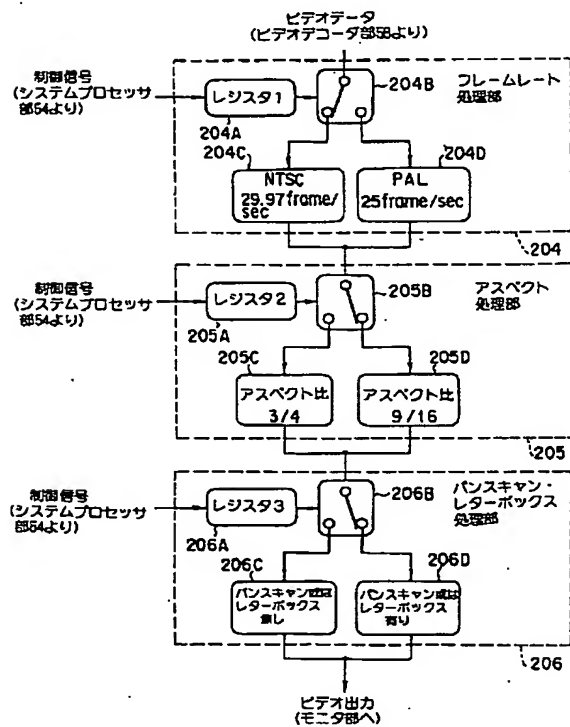 ビデオデータ
(ビデオデコーダ部58より)
制御信号
(システムプロセッサ
部54より)
レジスタ1
204A
204B
フレームレート
処理部
204C
NTSC
29.97frame/
sec
204D
PAL
25frame/sec
204
制御信号
(システムプロセッサ
部54より)
レジスタ2
205A
205B
アスペクト
処理部
205C
アスペクト比
3/4
205D
アスペクト比
9/16
205
制御信号
(システムプロセッサ
部54より)
レジスタ3
206A
206B
パンスキャン・
レターボックス
処理部
206C
パンスキャン或は
レターボックス
無し
206D
パンスキャン或は
レターボックス
有り
206
ビデオ出力
(モニタ部へ)